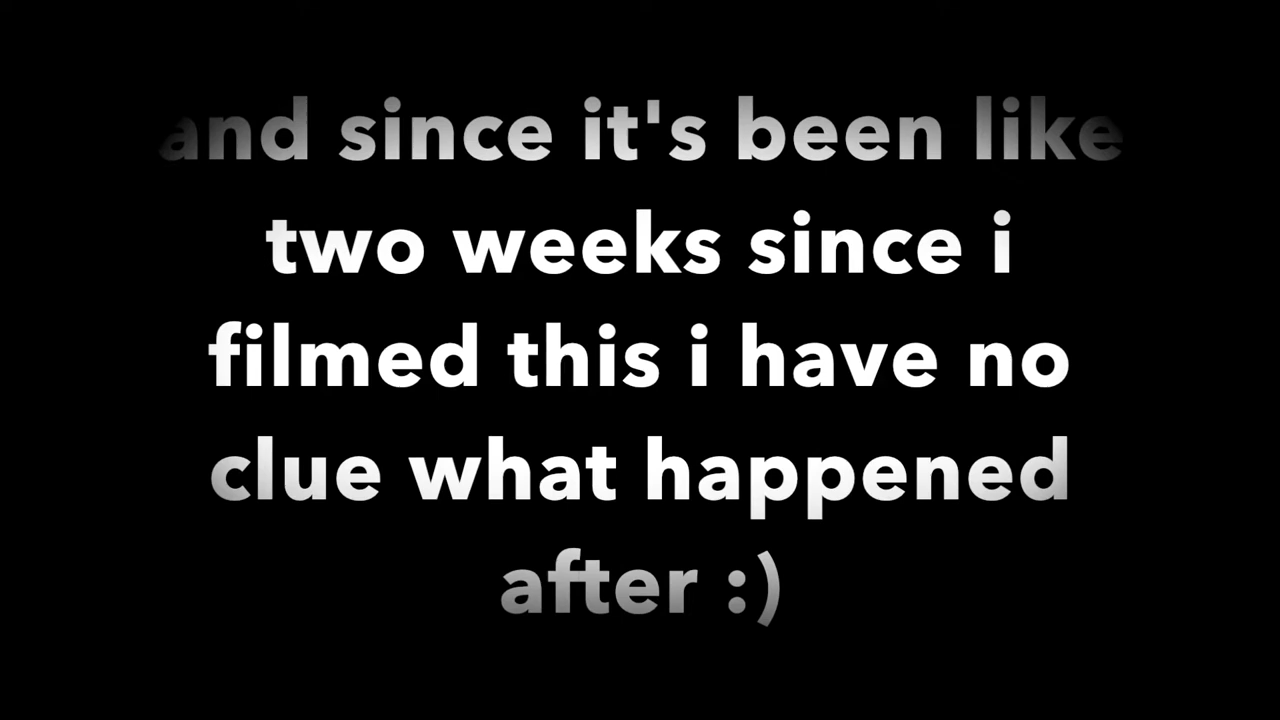 and since it's been like
two weeks since i
filmed this i have no
clue what happened
after :)